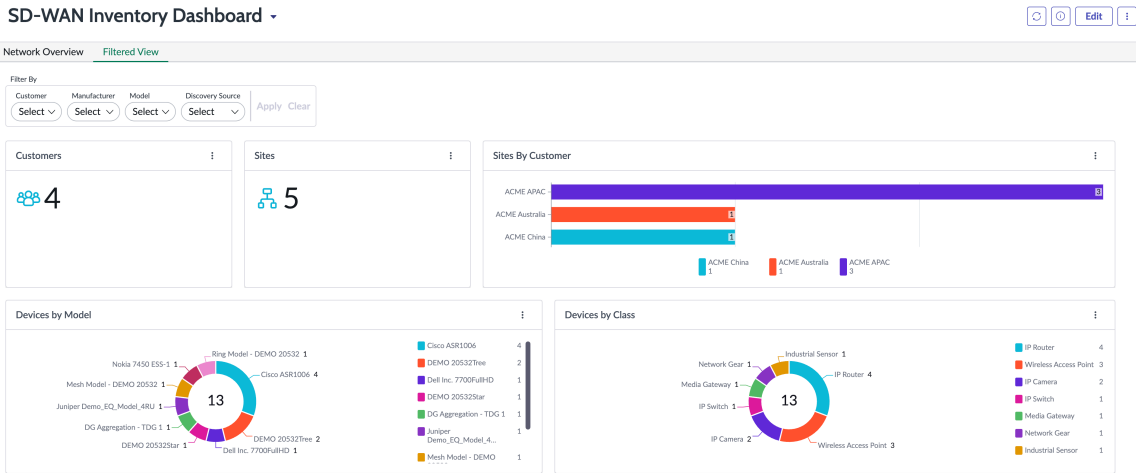 SD-WAN Inventory Dashboard
Edit
Network Overview Filtered View
Filter By
Customer Manufacturer Model Discovery Source
Select Select Select Select Apply Clear
Customers
4
Sites
5
Sites By Customer
ACME APAC 3
ACME Australia 1
ACME China 1
ACME China
1
ACME Australia
1
ACME APAC
3
Devices by Model
Ring Model - DEMO 20532 1
Nokia 7450 ESS-1 1
Cisco ASR1006 4
Mesh Model - DEMO 20532 1
13
Juniper Demo_EQ_Model_4RU 1
DG Aggregation - TDG 1 1
DEMO 20532Star 1
DEMO 20532Tree 2
Dell Inc. 7700FullHD 1
Cisco ASR1006 4
DEMO 20532Tree 2
Dell Inc. 7700FullHD 1
DEMO 20532Star 1
DG Aggregation - TDG 1 1
Juniper 1
Demo_EQ_Model_4...
Mesh Model - DEMO 1
Devices by Class
Industrial Sensor 1
Network Gear 1
IP Router 4
Media Gateway 1
13
IP Switch 1
IP Camera 2
Wireless Access Point 3
IP Router 4
Wireless Access Point 3
IP Camera 2
IP Switch 1
Media Gateway 1
Network Gear 1
Industrial Sensor 1